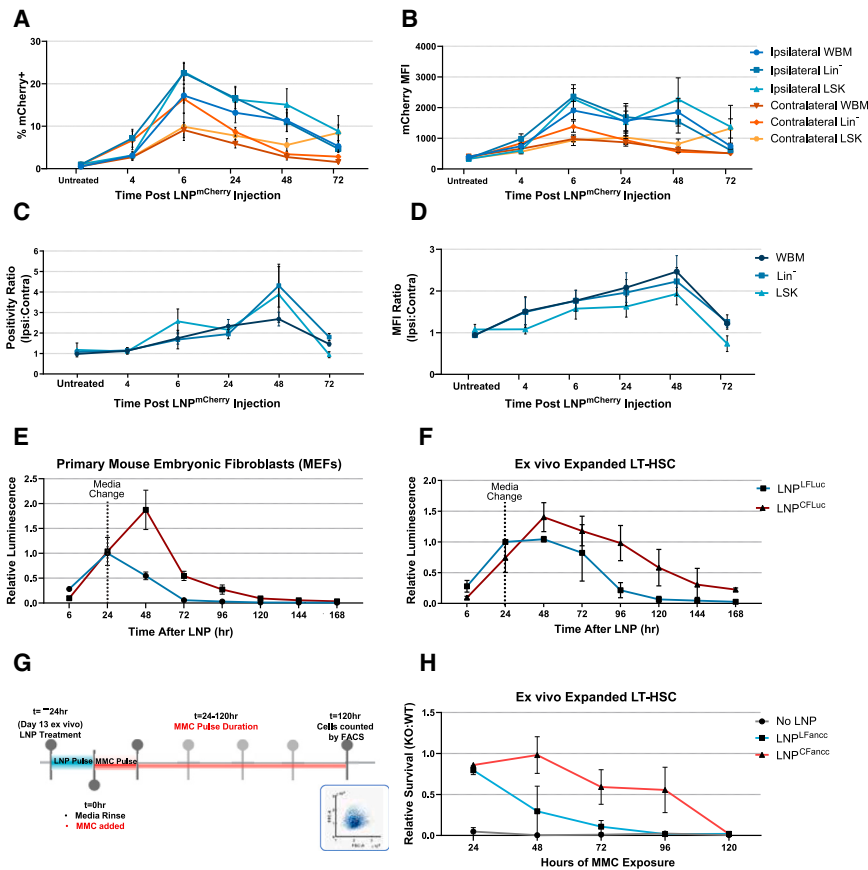 A
B
30
20
10
0
% mCherry+
Untreated 4 6 24 48 72
Time Post LNP^mCherry Injection
4000
3000
2000
1000
0
mCherry MFI
Untreated 4 6 24 48 72
Time Post LNP^mCherry Injection
Ipsilateral WBM
Ipsilateral Lin⁻
Ipsilateral LSK
Contralateral WBM
Contralateral Lin⁻
Contralateral LSK
C
D
6
5
4
3
2
1
0
Positivity Ratio
(Ipsi:Contra)
Untreated 4 6 24 48 72
Time Post LNP^mCherry Injection
3
2
1
0
MFI Ratio
(Ipsi:Contra)
Untreated 4 6 24 48 72
Time Post LNP^mCherry Injection
WBM
Lin⁻
LSK
E
Primary Mouse Embryonic Fibroblasts (MEFs)
Media
Change
2.5
2.0
1.5
1.0
0.5
0.0
Relative Luminescence
6 24 48 72 96 120 144 168
Time After LNP (hr)
F
Ex vivo Expanded LT-HSC
Media
Change
2.5
2.0
1.5
1.0
0.5
0.0
Relative Luminescence
6 24 48 72 96 120 144 168
Time After LNP (hr)
LNP^LFLuc
LNP^CFLuc
G
t=⁻24hr
(Day 13 ex vivo)
LNP Treatment
t=24-120hr
MMC Pulse Duration
t=120hr
Cells counted
by FACS
LNP Pulse MMC Pulse
t=0hr
• Media Rinse
• MMC added
H
Ex vivo Expanded LT-HSC
1.5
1.0
0.5
0.0
Relative Survival (KO:WT)
24 48 72 96 120
Hours of MMC Exposure
No LNP
LNP^LFancc
LNP^CFancc